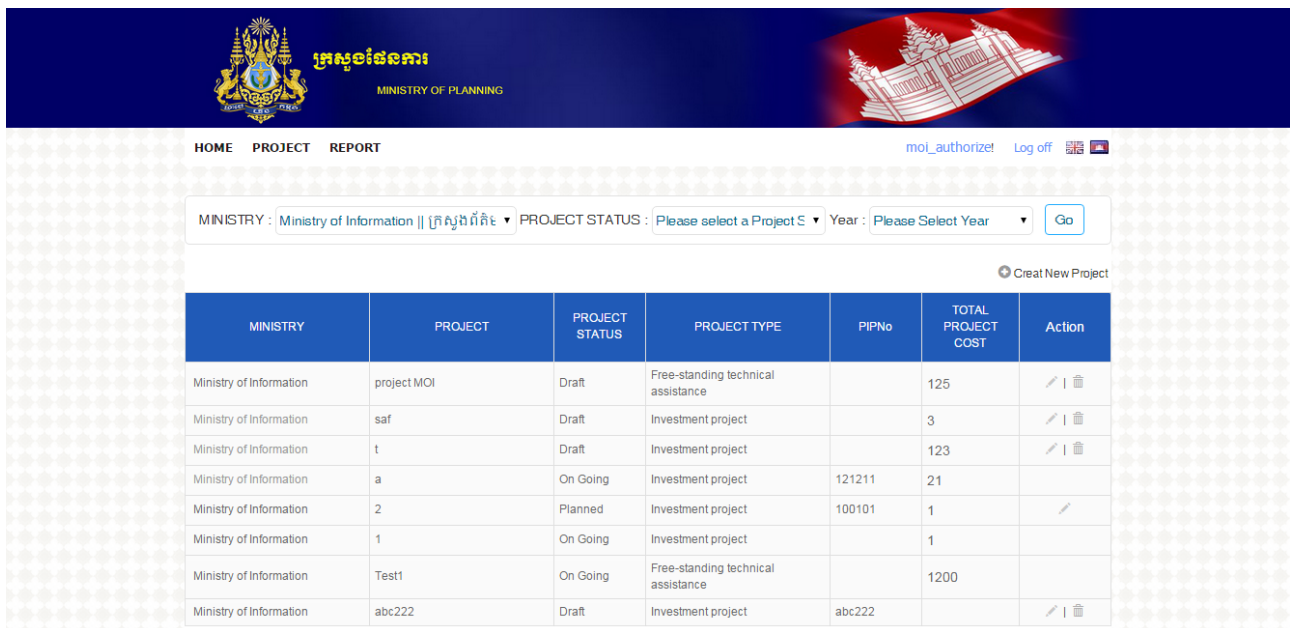 ក្រសួងផែនការ
MINISTRY OF PLANNING
HOME PROJECT REPORT moi_authorize! Log off
MINISTRY : Ministry of Information || ក្រសួងព័ត៌ PROJECT STATUS : Please select a Project S Year : Please Select Year Go
Creat New Project
MINISTRY PROJECT PROJECT STATUS PROJECT TYPE PIPNo TOTAL PROJECT COST Action
Ministry of Information project MOI Draft Free-standing technical assistance 125 |
Ministry of Information saf Draft Investment project 3 |
Ministry of Information t Draft Investment project 123 |
Ministry of Information a On Going Investment project 121211 21
Ministry of Information 2 Planned Investment project 100101 1
Ministry of Information 1 On Going Investment project 1
Ministry of Information Test1 On Going Free-standing technical assistance 1200
Ministry of Information abc222 Draft Investment project abc222 |